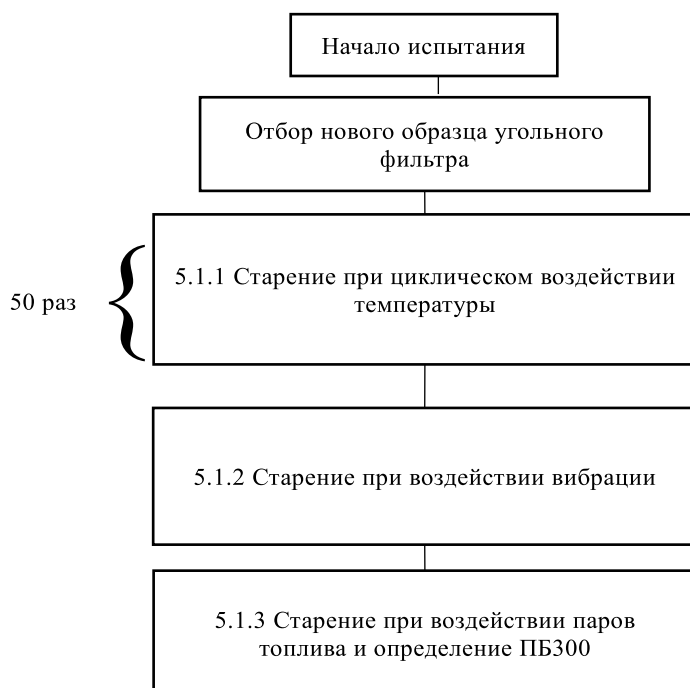 Начало испытания
Отбор нового образца угольного
фильтра
50 раз
5.1.1 Старение при циклическом воздействии
температуры
5.1.2 Старение при воздействии вибрации
5.1.3 Старение при воздействии паров
топлива и определение ПБ300